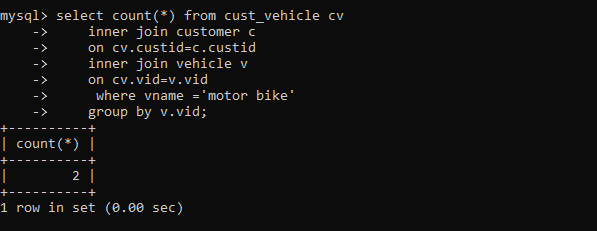 mysql> select count(*) from cust_vehicle cv
    ->     inner join customer c
    ->     on cv.custid=c.custid
    ->     inner join vehicle v
    ->     on cv.vid=v.vid
    ->      where vname ='motor bike'
    ->     group by v.vid;
+----------+
| count(*) |
+----------+
|        2 |
+----------+
1 row in set (0.00 sec)